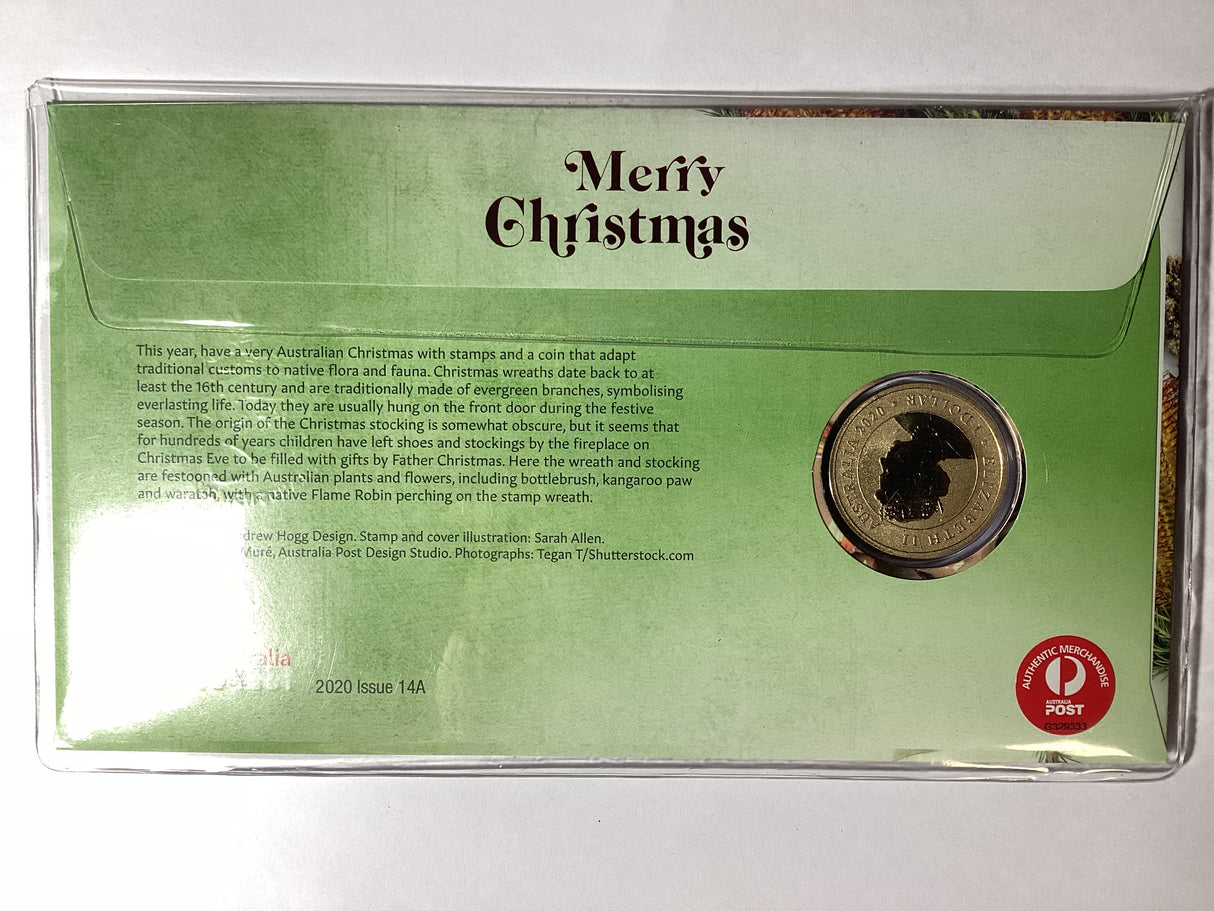 Merry
Christmas
This year, have a very Australian Christmas with stamps and a coin that adapt
traditional customs to native flora and fauna. Christmas wreaths date back to at
least the 16th century and are traditionally made of evergreen branches, symbolising
everlasting life. Today they are usually hung on the front door during the festive
season. The origin of the Christmas stocking is somewhat obscure, but it seems that
for hundreds of years children have left shoes and stockings by the fireplace on
Christmas Eve to be filled with gifts by Father Christmas. Here the wreath and stocking
are festooned with Australian plants and flowers, including bottlebrush, kangaroo paw
and waratah, with a native Flame Robin perching on the stamp wreath.
drew Hogg Design. Stamp and cover illustration: Sarah Allen.
Muré, Australia Post Design Studio. Photographs: Tegan T/Shutterstock.com
ELIZABETH II AUSTRALIA 2020 • 1 DOLLAR •
alia
2020 Issue 14A
AUTHENTIC MERCHANDISE
AUSTRALIA
POST
G329333